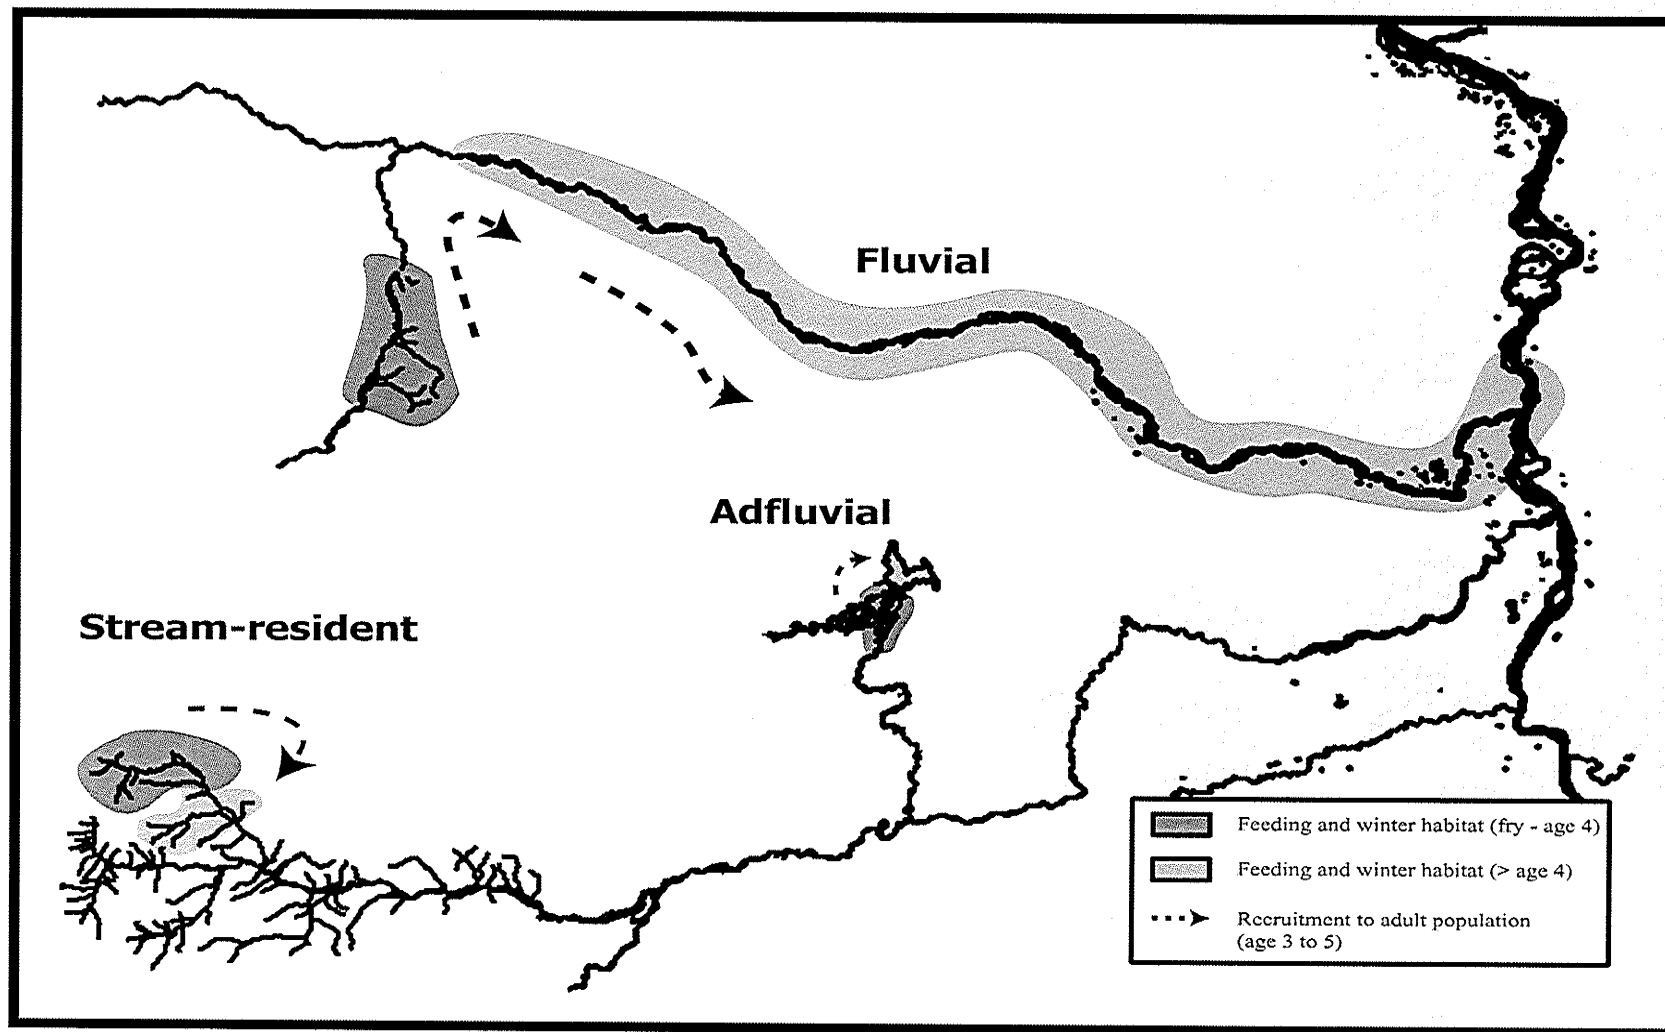 Fluvial
Adfluvial
Stream-resident
Feeding and winter habitat (fry - age 4)
Feeding and winter habitat (> age 4)
Recruitment to adult population
(age 3 to 5)